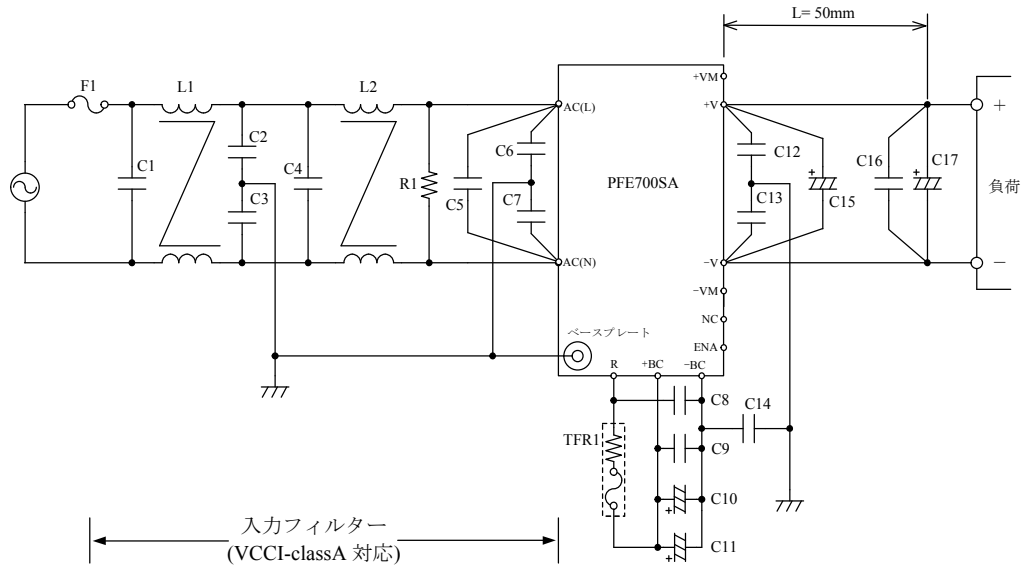 L= 50mm
F1
L1
L2
+VM
AC(L)
+V
C1
C2
C3
C4
R1
C5
C6
C7
PFE700SA
C12
C13
C15
C16
C17
+
+
+
負荷
−
AC(N)
−V
−VM
NC
ENA
ベースプレート
R
+BC
−BC
C8
C14
TFR1
C9
C10
+
C11
+
入力フィルター
(VCCI-classA 対応)